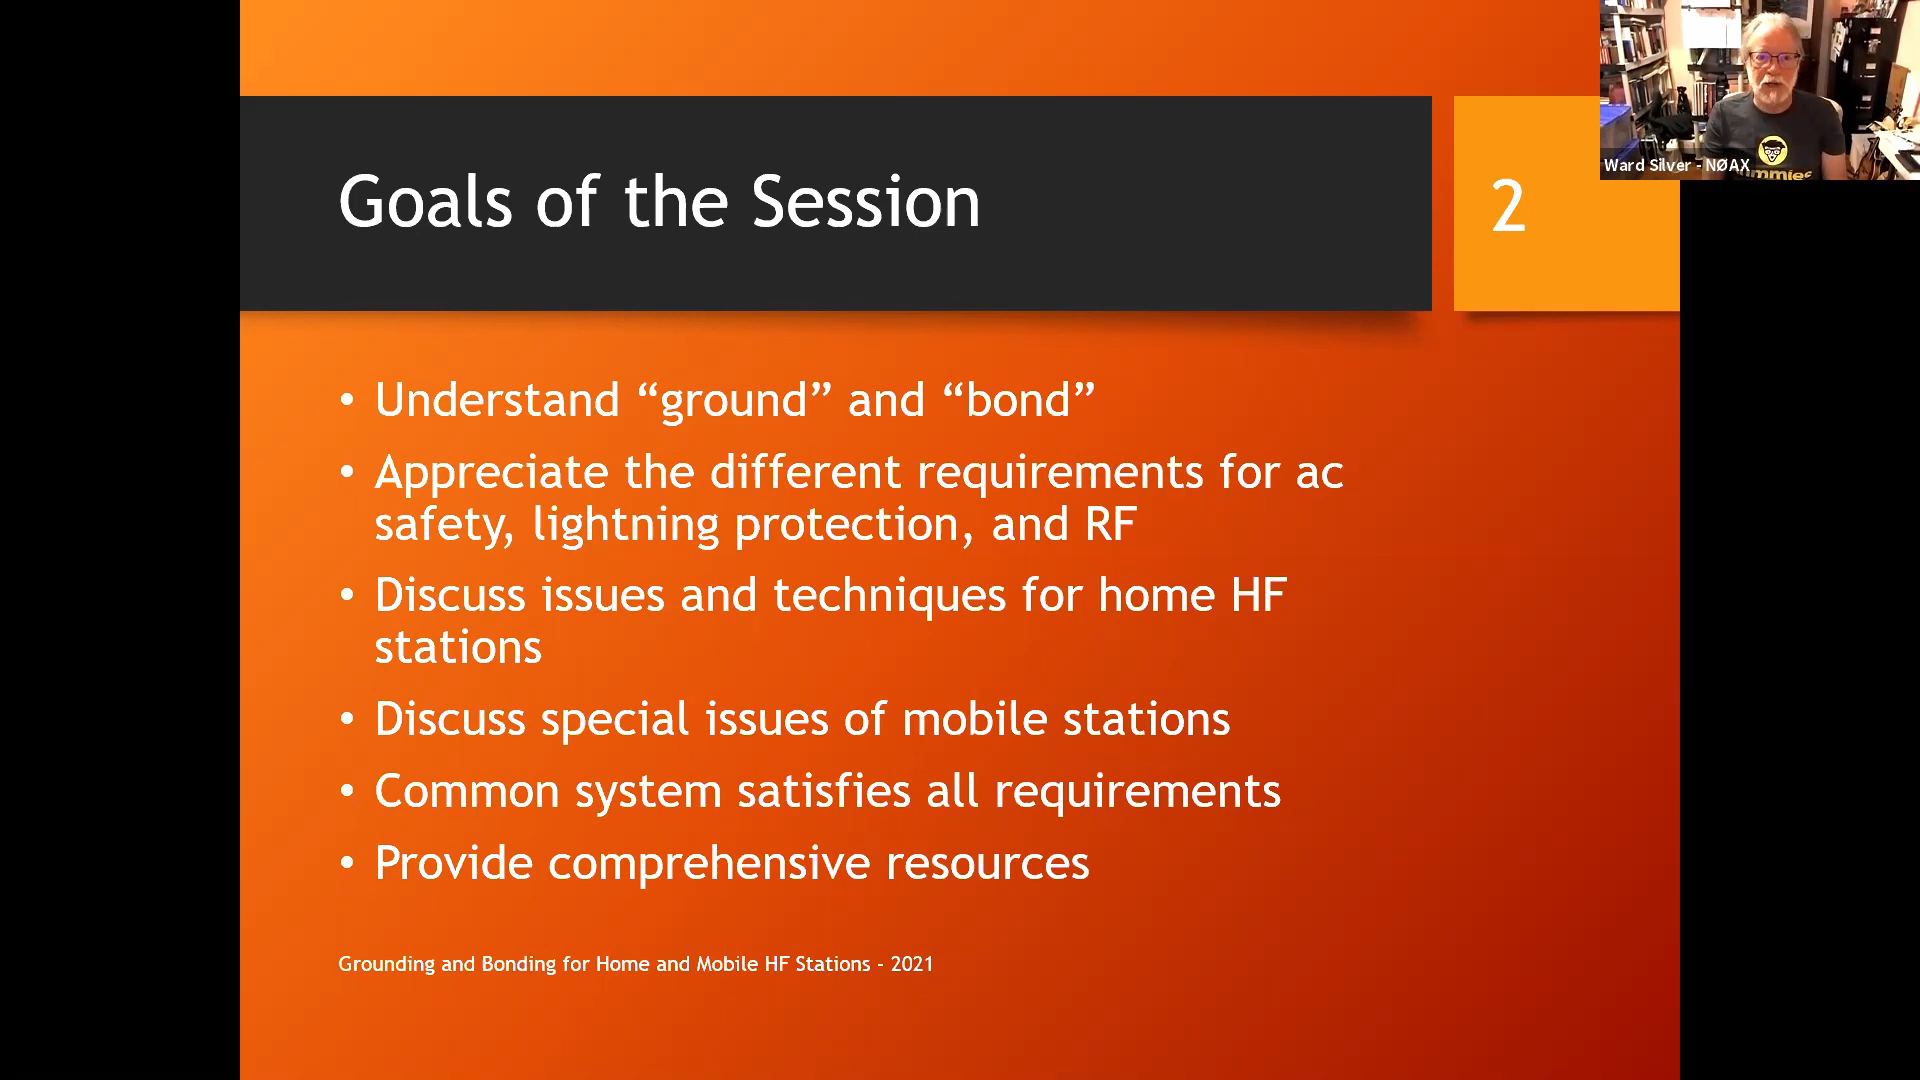 Goals of the Session
2
Ward Silver - NØAX
• Understand “ground” and “bond”
• Appreciate the different requirements for ac
safety, lightning protection, and RF
• Discuss issues and techniques for home HF
stations
• Discuss special issues of mobile stations
• Common system satisfies all requirements
• Provide comprehensive resources
Grounding and Bonding for Home and Mobile HF Stations - 2021